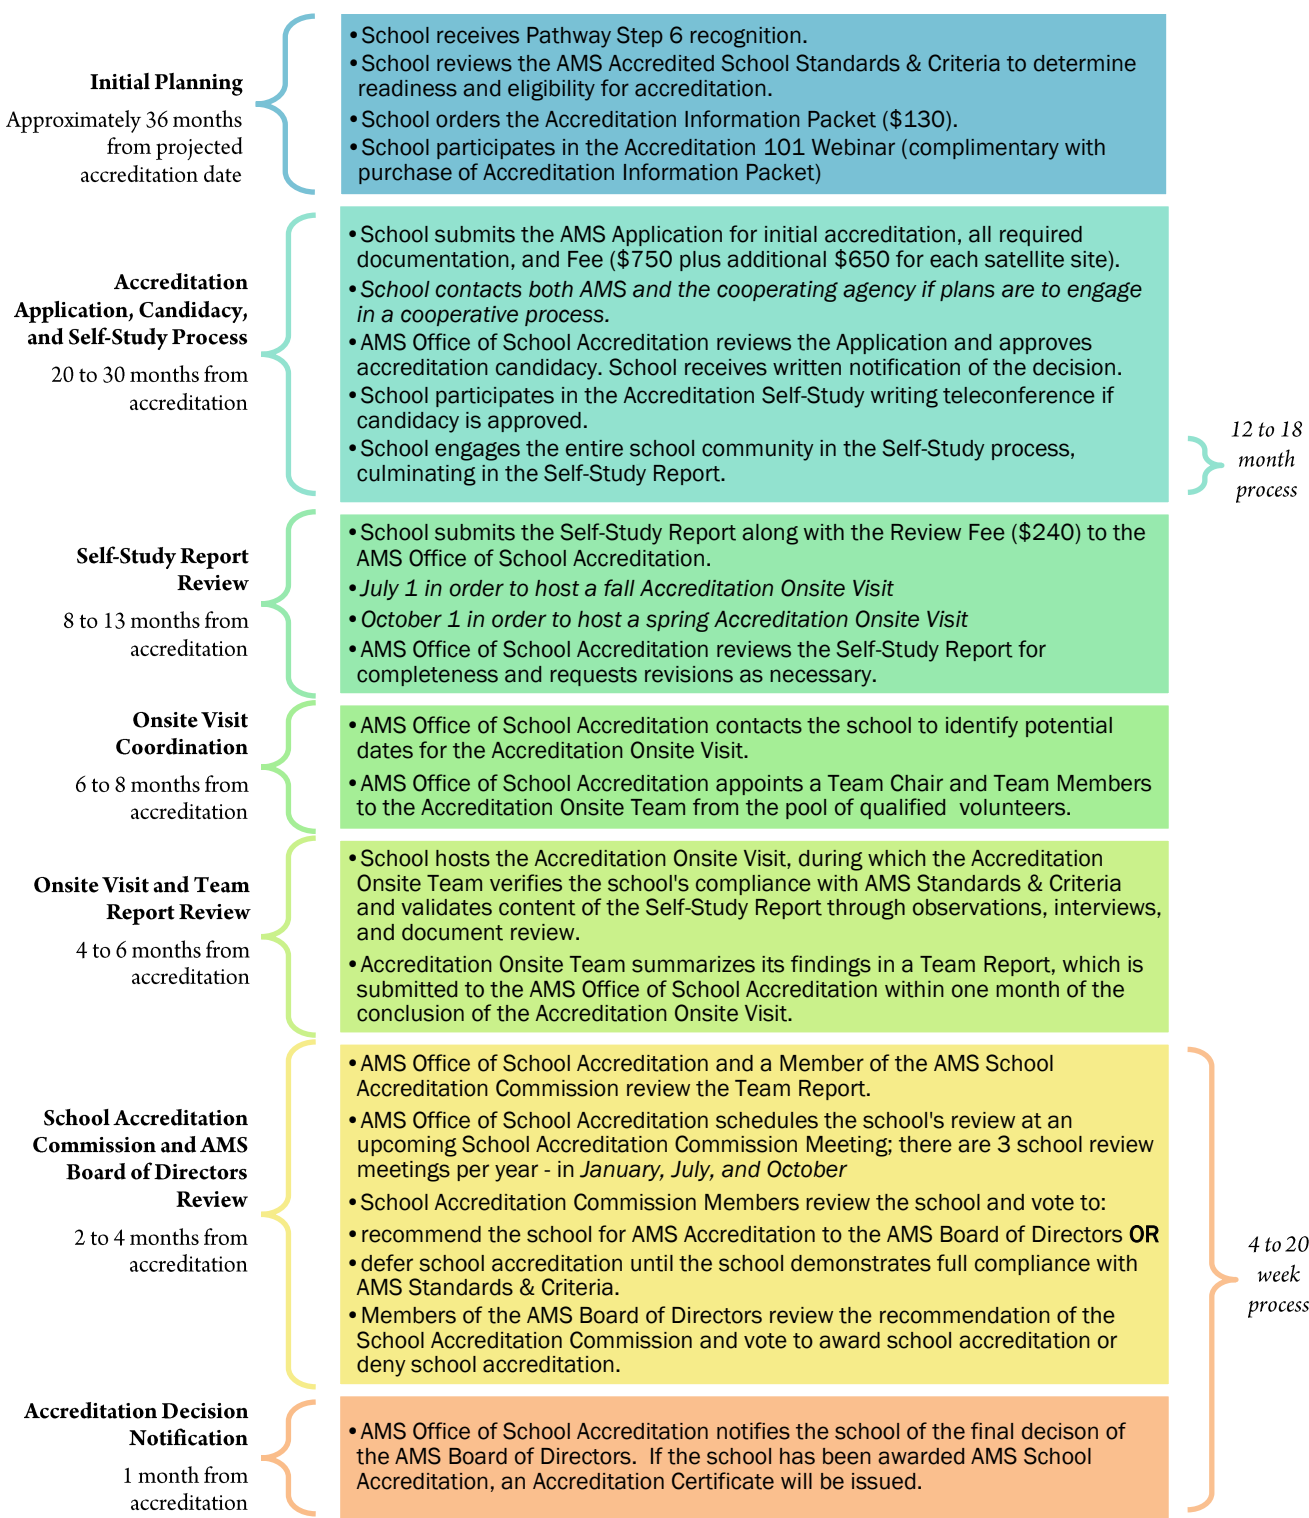 Initial Planning
Approximately 36 months
from projected
accreditation date
•School receives Pathway Step 6 recognition.
•School reviews the AMS Accredited School Standards & Criteria to determine
readiness and eligibility for accreditation.
•School orders the Accreditation Information Packet ($130).
•School participates in the Accreditation 101 Webinar (complimentary with
purchase of Accreditation Information Packet)
Accreditation
Application, Candidacy,
and Self-Study Process
20 to 30 months from
accreditation
•School submits the AMS Application for initial accreditation, all required
documentation, and Fee ($750 plus additional $650 for each satellite site).
•School contacts both AMS and the cooperating agency if plans are to engage
in a cooperative process.
•AMS Office of School Accreditation reviews the Application and approves
accreditation candidacy. School receives written notification of the decision.
•School participates in the Accreditation Self-Study writing teleconference if
candidacy is approved.
•School engages the entire school community in the Self-Study process,
culminating in the Self-Study Report.
12 to 18
month
process
Self-Study Report
Review
8 to 13 months from
accreditation
•School submits the Self-Study Report along with the Review Fee ($240) to the
AMS Office of School Accreditation.
•July 1 in order to host a fall Accreditation Onsite Visit
•October 1 in order to host a spring Accreditation Onsite Visit
•AMS Office of School Accreditation reviews the Self-Study Report for
completeness and requests revisions as necessary.
Onsite Visit
Coordination
6 to 8 months from
accreditation
•AMS Office of School Accreditation contacts the school to identify potential
dates for the Accreditation Onsite Visit.
•AMS Office of School Accreditation appoints a Team Chair and Team Members
to the Accreditation Onsite Team from the pool of qualified  volunteers.
Onsite Visit and Team
Report Review
4 to 6 months from
accreditation
•School hosts the Accreditation Onsite Visit, during which the Accreditation
Onsite Team verifies the school's compliance with AMS Standards & Criteria
and validates content of the Self-Study Report through observations, interviews,
and document review.
•Accreditation Onsite Team summarizes its findings in a Team Report, which is
submitted to the AMS Office of School Accreditation within one month of the
conclusion of the Accreditation Onsite Visit.
School Accreditation
Commission and AMS
Board of Directors
Review
2 to 4 months from
accreditation
•AMS Office of School Accreditation and a Member of the AMS School
Accreditation Commission review the Team Report.
•AMS Office of School Accreditation schedules the school's review at an
upcoming School Accreditation Commission Meeting; there are 3 school review
meetings per year - in January, July, and October
•School Accreditation Commission Members review the school and vote to:
•recommend the school for AMS Accreditation to the AMS Board of Directors OR
•defer school accreditation until the school demonstrates full compliance with
AMS Standards & Criteria.
•Members of the AMS Board of Directors review the recommendation of the
School Accreditation Commission and vote to award school accreditation or
deny school accreditation.
4 to 20
week
process
Accreditation Decision
Notification
1 month from
accreditation
•AMS Office of School Accreditation notifies the school of the final decison of
the AMS Board of Directors.  If the school has been awarded AMS School
Accreditation, an Accreditation Certificate will be issued.